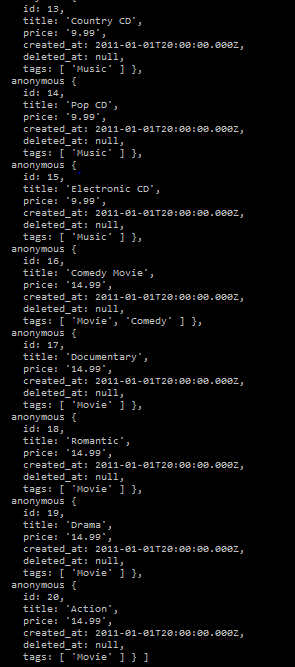 id: 13,
title: 'Country CD',
price: '9.99',
created_at: 2011-01-01T20:00:00.000Z,
deleted_at: null,
tags: [ 'Music' ] },
anonymous {
id: 14,
title: 'Pop CD',
price: '9.99',
created_at: 2011-01-01T20:00:00.000Z,
deleted_at: null,
tags: [ 'Music' ] },
anonymous {
id: 15,
title: 'Electronic CD',
price: '9.99',
created_at: 2011-01-01T20:00:00.000Z,
deleted_at: null,
tags: [ 'Music' ] },
anonymous {
id: 16,
title: 'Comedy Movie',
price: '14.99',
created_at: 2011-01-01T20:00:00.000Z,
deleted_at: null,
tags: [ 'Movie', 'Comedy' ] },
anonymous {
id: 17,
title: 'Documentary',
price: '14.99',
created_at: 2011-01-01T20:00:00.000Z,
deleted_at: null,
tags: [ 'Movie' ] },
anonymous {
id: 18,
title: 'Romantic',
price: '14.99',
created_at: 2011-01-01T20:00:00.000Z,
deleted_at: null,
tags: [ 'Movie' ] },
anonymous {
id: 19,
title: 'Drama',
price: '14.99',
created_at: 2011-01-01T20:00:00.000Z,
deleted_at: null,
tags: [ 'Movie' ] },
anonymous {
id: 20,
title: 'Action',
price: '14.99',
created_at: 2011-01-01T20:00:00.000Z,
deleted_at: null,
tags: [ 'Movie' ] } ]